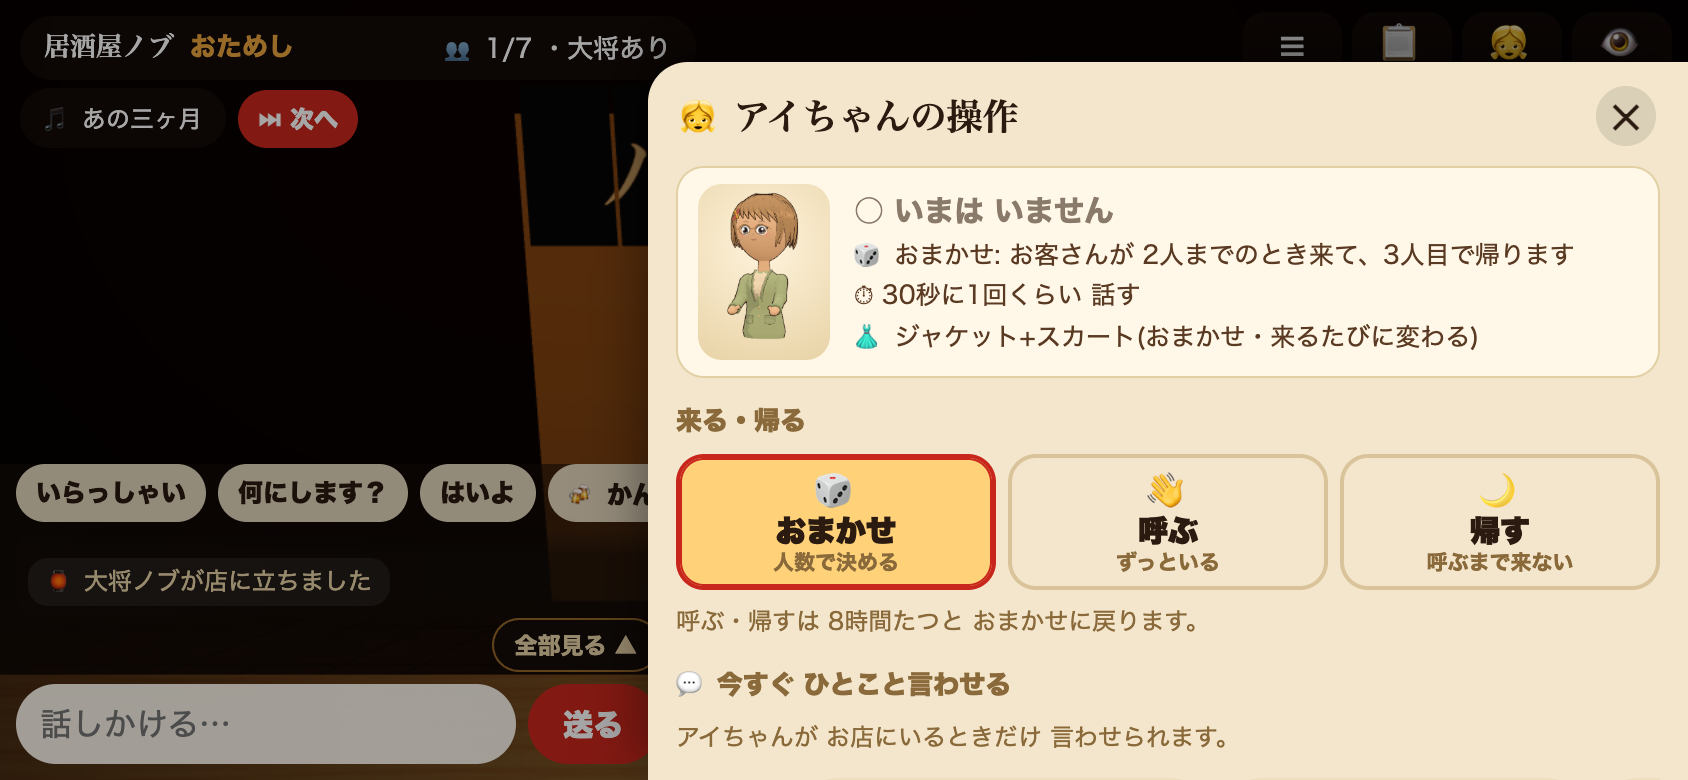 居酒屋ノブ おためし
1/7 ・大将あり
あの三ヶ月
次へ
ノ
いらっしゃい
何にします？
はいよ
かん
大将ノブが店に立ちました
全部見る ▲
話しかける…
送る
アイちゃんの操作
いまは いません
おまかせ: お客さんが 2人までのとき来て、3人目で帰ります
30秒に1回くらい 話す
ジャケット+スカート(おまかせ・来るたびに変わる)
来る・帰る
おまかせ
人数で決める
呼ぶ
ずっといる
帰す
呼ぶまで来ない
呼ぶ・帰すは 8時間たつと おまかせに戻ります。
今すぐ ひとこと言わせる
アイちゃんが お店にいるときだけ 言わせられます。